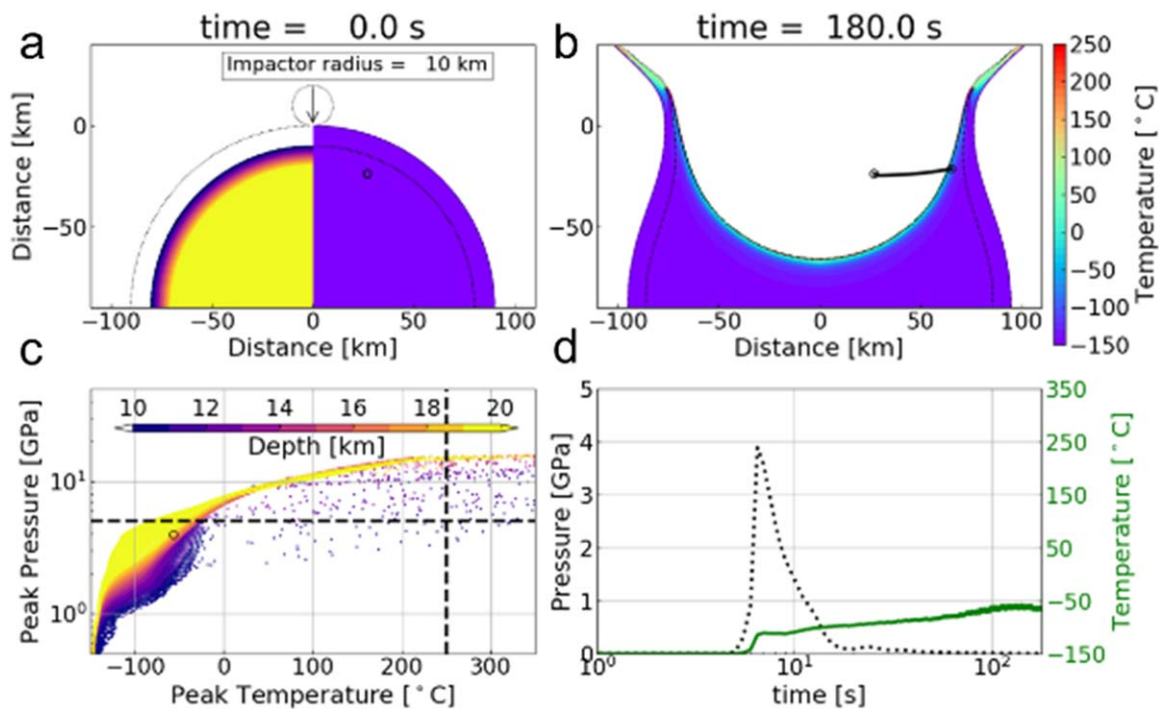 a
time = 0.0 s
Impactor radius = 10 km
Distance [km]
0
−50
−100
−50
0
50
100
Distance [km]
b
time = 180.0 s
0
−50
−100
−50
0
50
100
Distance [km]
250
200
150
100
50
0
−50
−100
−150
Temperature [°C]
c
10 12 14 16 18 20
Depth [km]
Peak Pressure [GPa]
10¹
10⁰
−100
0
100
200
300
Peak Temperature [°C]
d
Pressure [GPa]
5
4
3
2
1
0
10⁰
10¹
10²
time [s]
350
250
150
50
−50
−150
Temperature [°C]